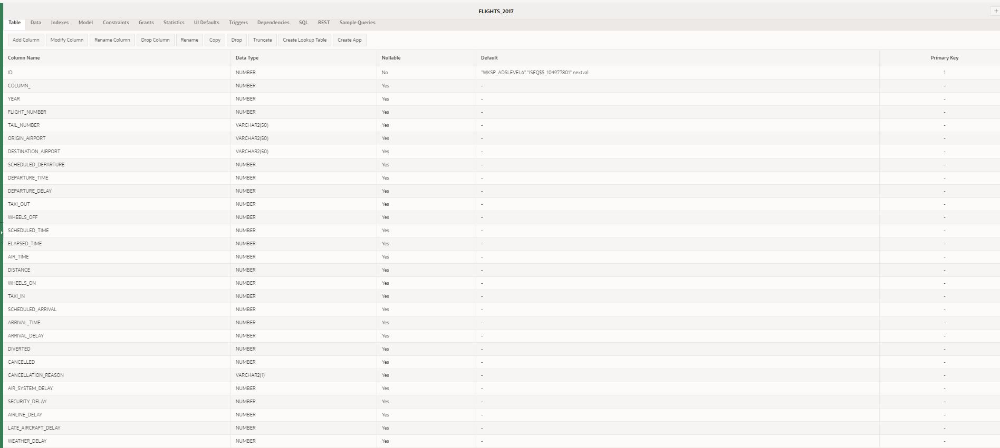 FLIGHTS_2017
+
Table Data Indexes Model Constraints Grants Statistics UI Defaults Triggers Dependencies SQL REST Sample Queries
Add Column Modify Column Rename Column Drop Column Rename Copy Drop Truncate Create Lookup Table Create App
Column Name Data Type Nullable Default Primary Key
ID NUMBER No "WKSP_ADSLEVEL6"."ISEQ$$_104977801".nextval 1
COLUMN_ NUMBER Yes - -
YEAR NUMBER Yes - -
FLIGHT_NUMBER NUMBER Yes - -
TAIL_NUMBER VARCHAR2(50) Yes - -
ORIGIN_AIRPORT VARCHAR2(50) Yes - -
DESTINATION_AIRPORT VARCHAR2(50) Yes - -
SCHEDULED_DEPARTURE NUMBER Yes - -
DEPARTURE_TIME NUMBER Yes - -
DEPARTURE_DELAY NUMBER Yes - -
TAXI_OUT NUMBER Yes - -
WHEELS_OFF NUMBER Yes - -
SCHEDULED_TIME NUMBER Yes - -
ELAPSED_TIME NUMBER Yes - -
AIR_TIME NUMBER Yes - -
DISTANCE NUMBER Yes - -
WHEELS_ON NUMBER Yes - -
TAXI_IN NUMBER Yes - -
SCHEDULED_ARRIVAL NUMBER Yes - -
ARRIVAL_TIME NUMBER Yes - -
ARRIVAL_DELAY NUMBER Yes - -
DIVERTED NUMBER Yes - -
CANCELLED NUMBER Yes - -
CANCELLATION_REASON VARCHAR2(1) Yes - -
AIR_SYSTEM_DELAY NUMBER Yes - -
SECURITY_DELAY NUMBER Yes - -
AIRLINE_DELAY NUMBER Yes - -
LATE_AIRCRAFT_DELAY NUMBER Yes - -
WEATHER_DELAY NUMBER Yes - -